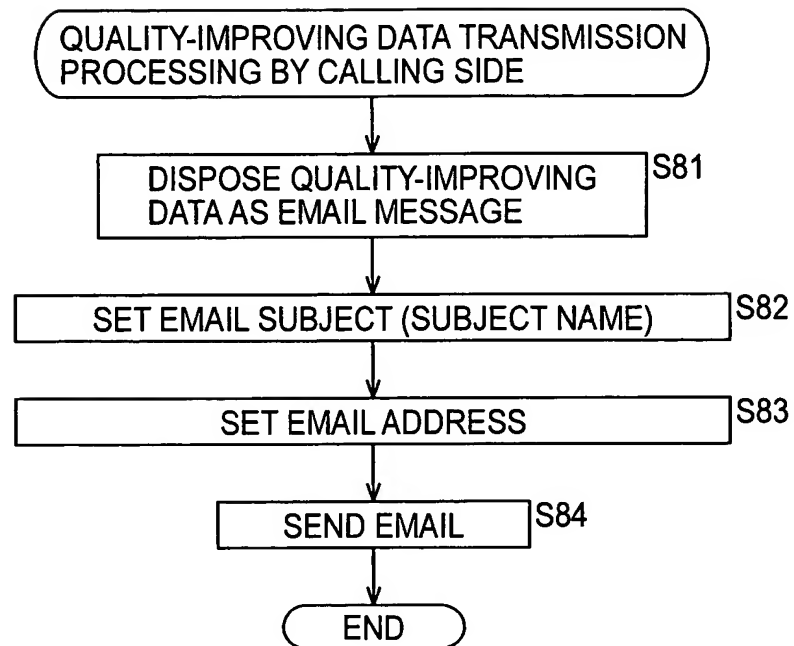 QUALITY-IMPROVING DATA TRANSMISSION
PROCESSING BY CALLING SIDE
DISPOSE QUALITY-IMPROVING
DATA AS EMAIL MESSAGE
S81
SET EMAIL SUBJECT (SUBJECT NAME)
S82
SET EMAIL ADDRESS
S83
SEND EMAIL
S84
END